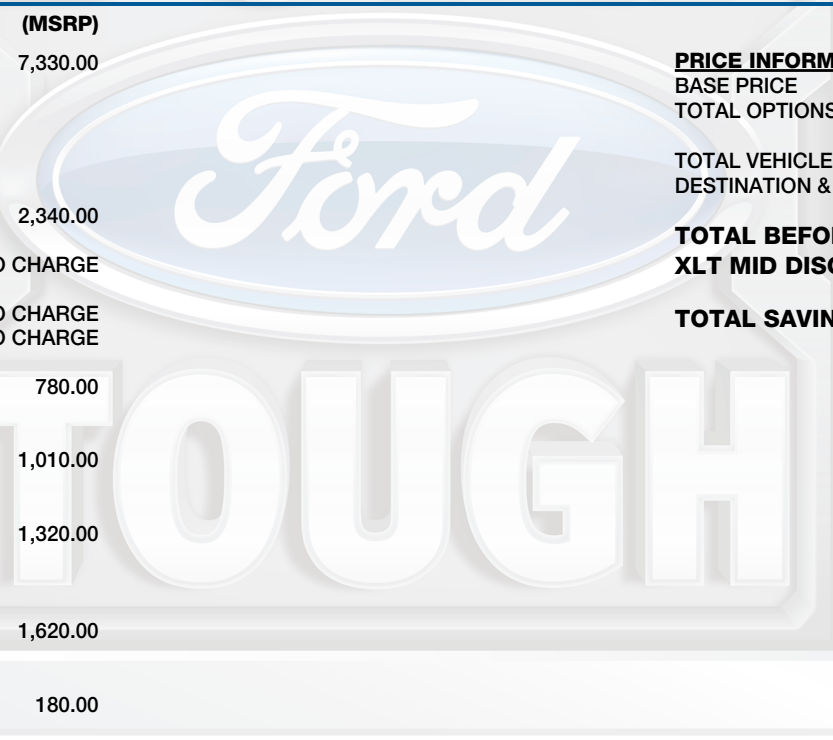 (MSRP)
7,330.00
2,340.00
O CHARGE
O CHARGE
O CHARGE
780.00
1,010.00
1,320.00
1,620.00
180.00
PRICE INFORM
BASE PRICE
TOTAL OPTIONS
TOTAL VEHICLE
DESTINATION &
TOTAL BEFO
XLT MID DISC
TOTAL SAVIN
Ford
TOUGH